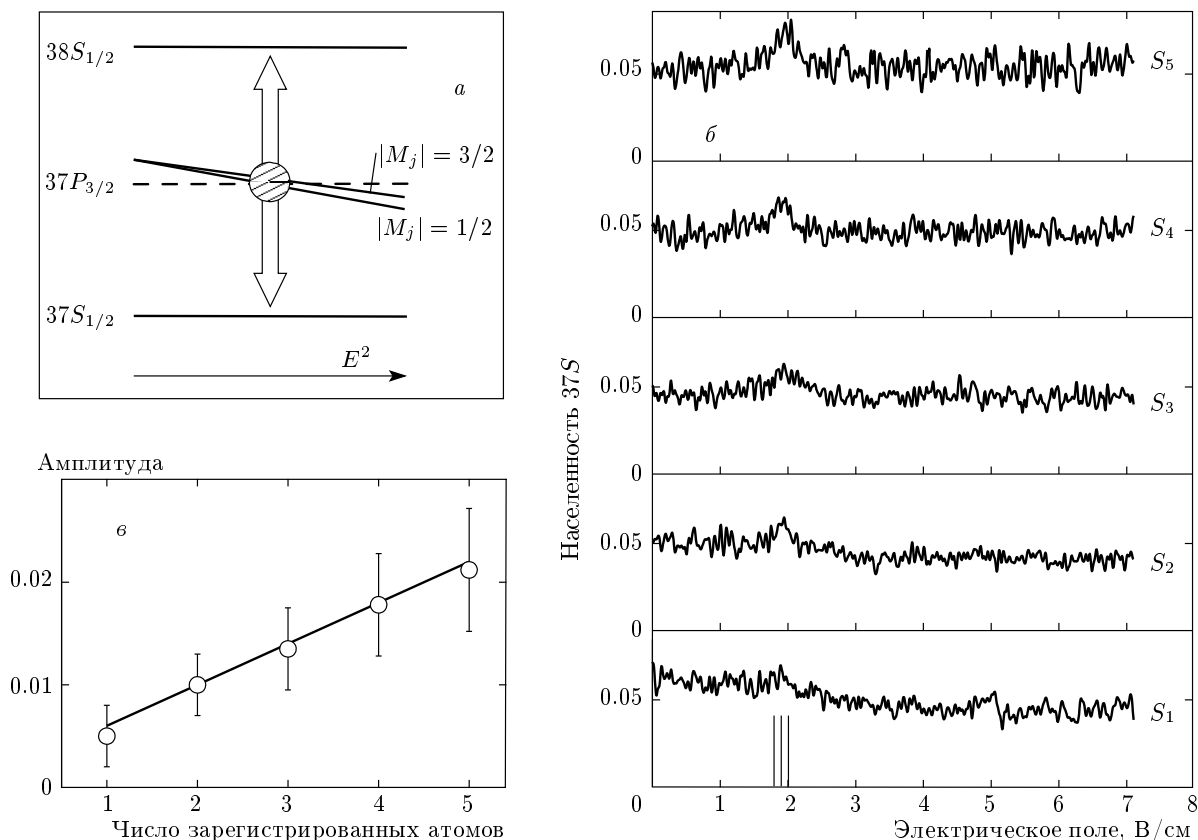 38S_{1/2}
а
|M_j| = 3/2
37P_{3/2}
|M_j| = 1/2
37S_{1/2}
E^2
Амплитуда
в
0.02
0.01
0
1 2 3 4 5
Число зарегистрированных атомов
Населенность 37S
0.05
S_5
б
0
0.05
S_4
0
0.05
S_3
0
0.05
S_2
0
0.05
S_1
0 1 2 3 4 5 6 7 8
Электрическое поле, В/см